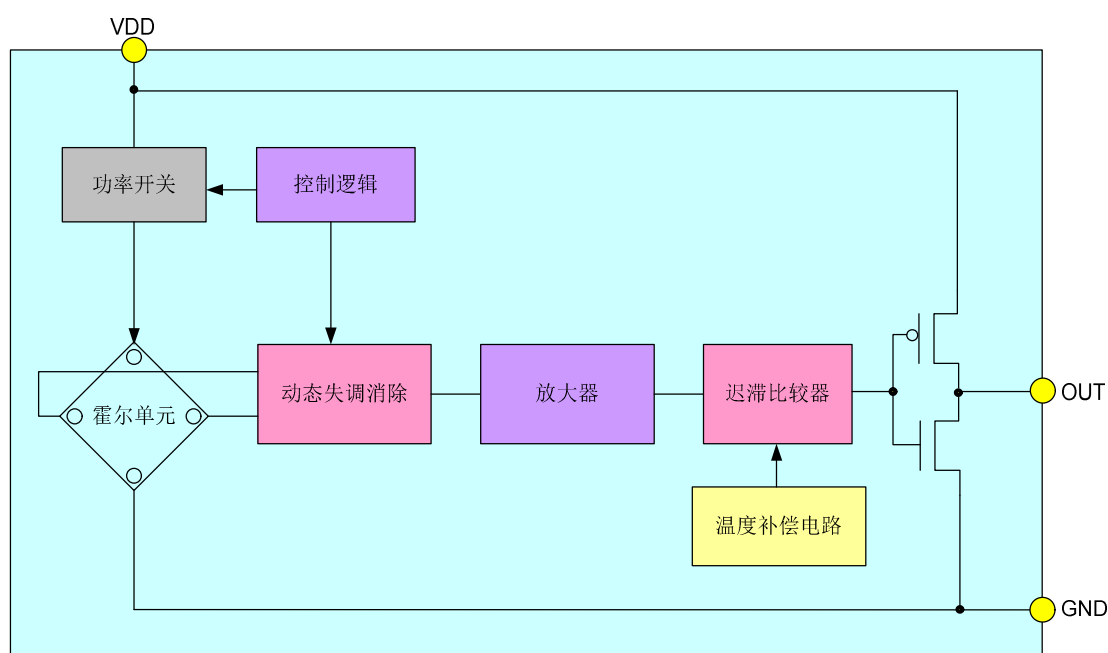 VDD
功率开关
控制逻辑
霍尔单元
动态失调消除
放大器
迟滞比较器
OUT
温度补偿电路
GND